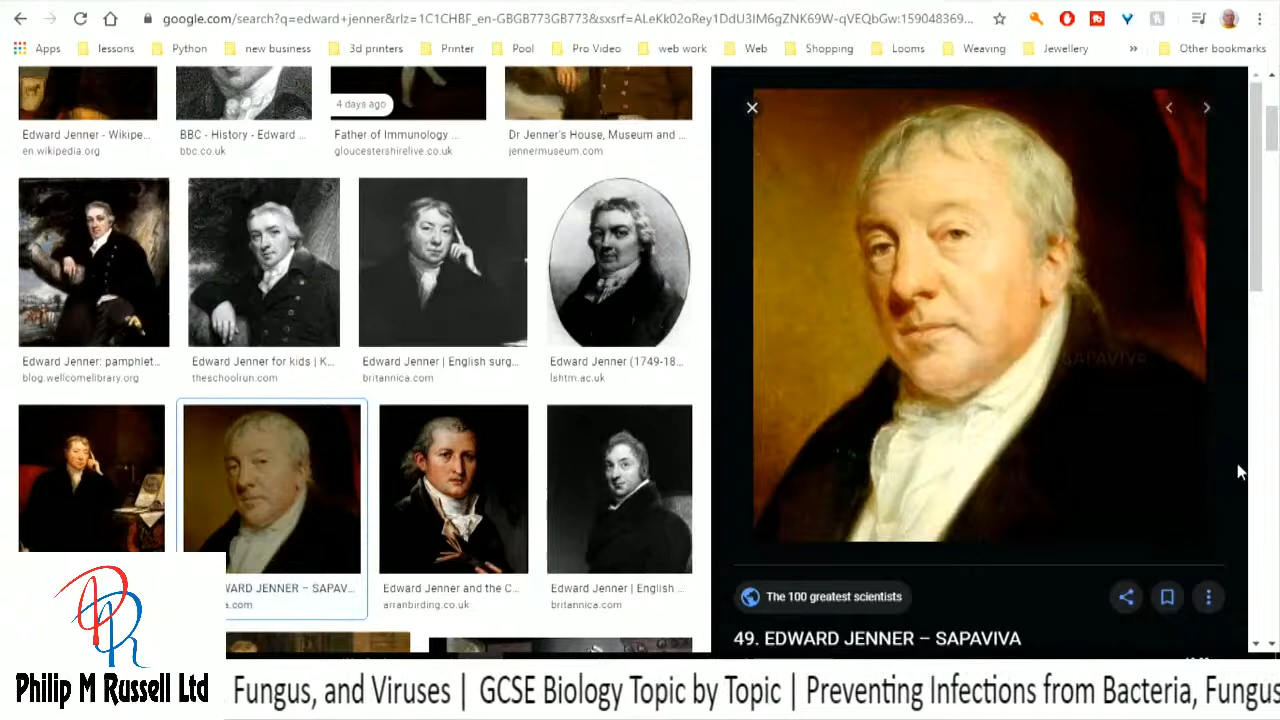 google.com/search?q=edward+jenner&rlz=1C1CHBF_en-GBGB773GB773&sxsrf=ALeKk02oRey1DdU3IM6gZNK69W-qVEQbGw:159048369...
Apps lessons Python new business 3d printers Printer Pool Pro Video web work Web Shopping Looms Weaving Jewellery » Other bookmarks
4 days ago
Edward Jenner - Wikipe... BBC - History - Edward ... Father of Immunology ... Dr Jenner's House, Museum and ...
en.wikipedia.org bbc.co.uk gloucestershirelive.co.uk jennermuseum.com
SAPAVIVA
Edward Jenner: pamphlet... Edward Jenner for kids | K... Edward Jenner | English surg... Edward Jenner (1749-18...
blog.wellcomelibrary.org theschoolrun.com britannica.com lshtm.ac.uk
WARD JENNER – SAPAV... Edward Jenner and the C... Edward Jenner | English ...
a.com arranbirding.co.uk britannica.com
The 100 greatest scientists
49. EDWARD JENNER – SAPAVIVA
Philip M Russell Ltd
Fungus, and Viruses | GCSE Biology Topic by Topic | Preventing Infections from Bacteria, Fungus